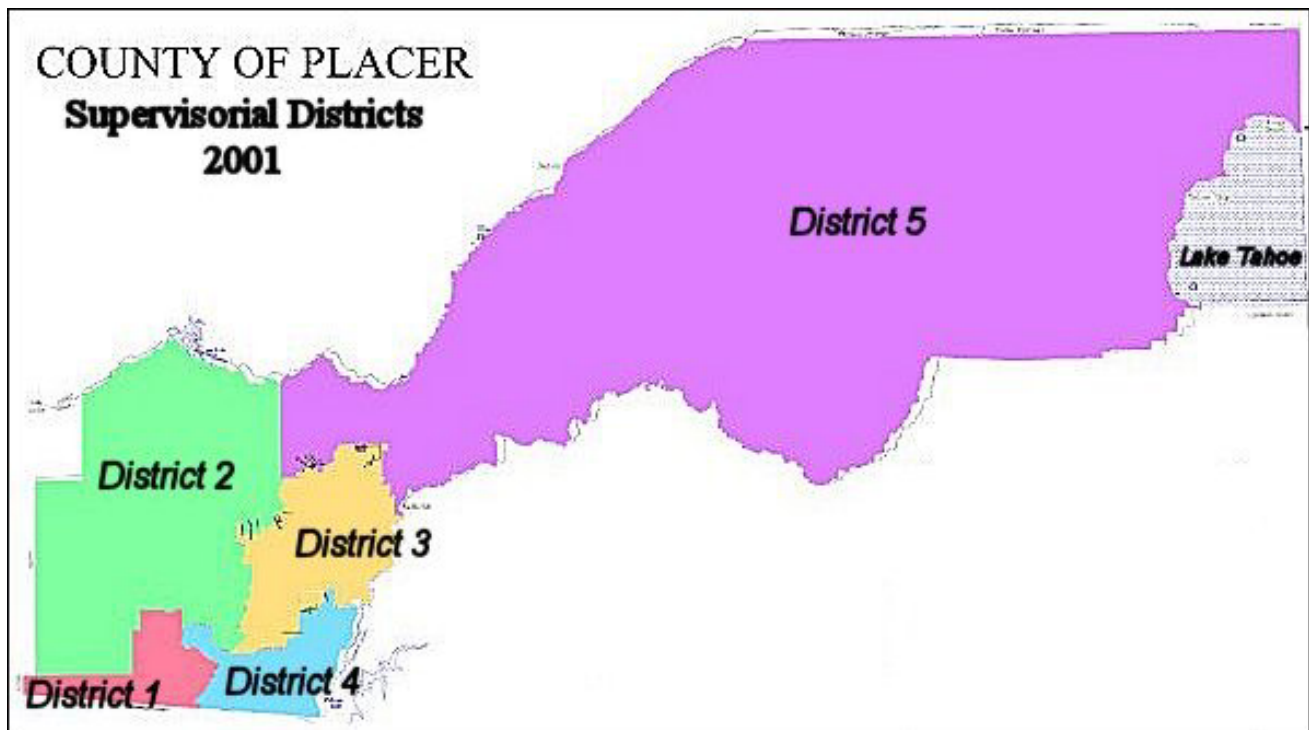 COUNTY OF PLACER
Supervisorial Districts
2001
District 5
Lake Tahoe
District 2
District 3
District 4
District 1